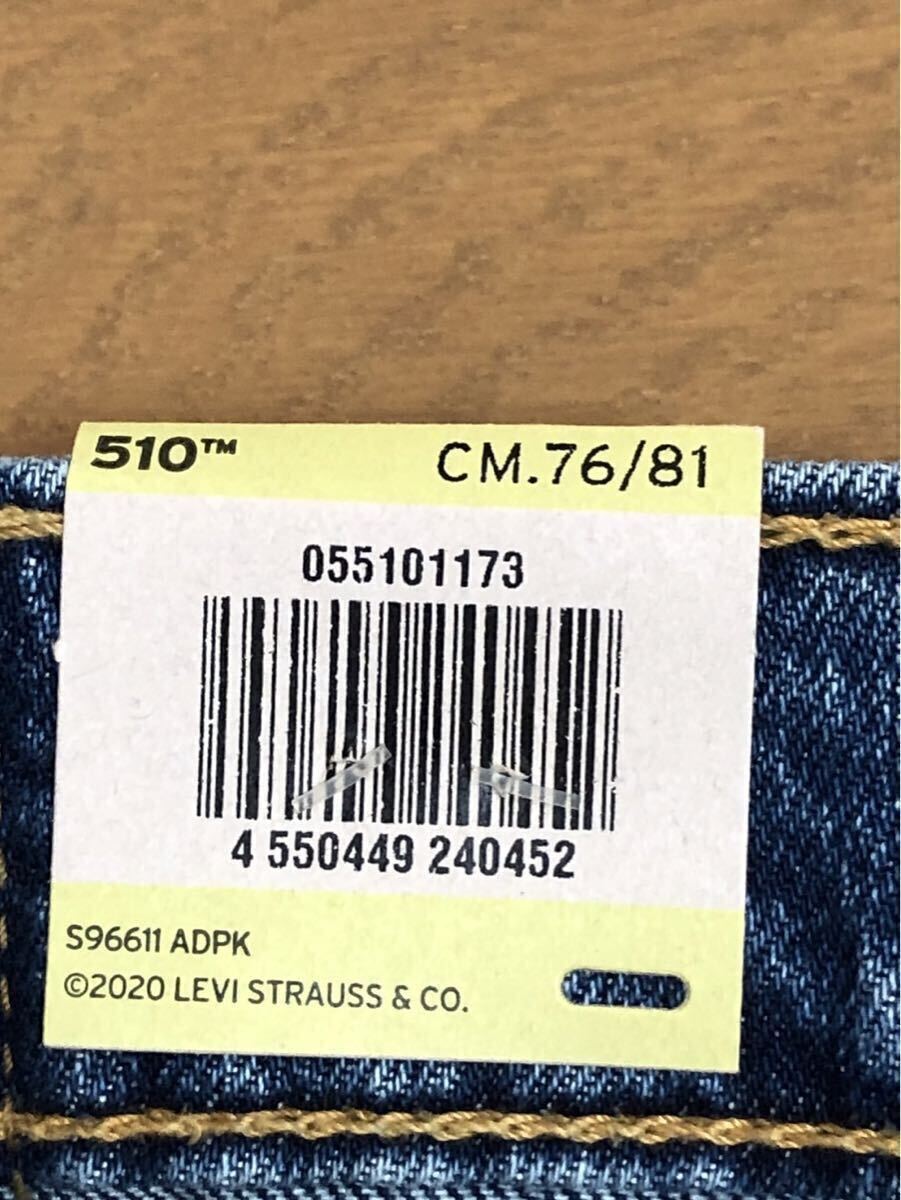 510™ CM.76/81
055101173
4 550449 240452
S96611 ADPK
©2020 LEVI STRAUSS & CO.